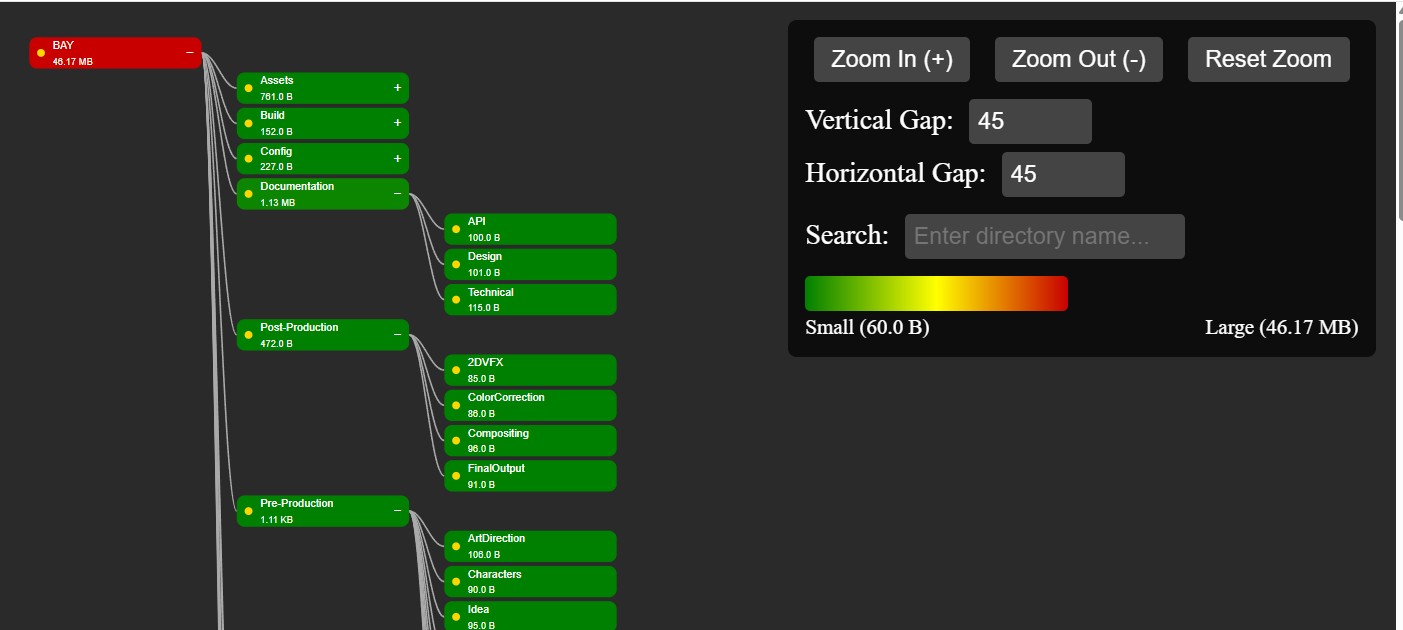 BAY
46.17 MB
−
Assets
761.0 B
+
Build
152.0 B
+
Config
227.0 B
+
Documentation
1.13 MB
−
API
100.0 B
Design
101.0 B
Technical
115.0 B
Post-Production
472.0 B
−
2DVFX
85.0 B
ColorCorrection
86.0 B
Compositing
96.0 B
FinalOutput
91.0 B
Pre-Production
1.11 KB
−
ArtDirection
106.0 B
Characters
90.0 B
Idea
95.0 B
Zoom In (+) Zoom Out (-) Reset Zoom
Vertical Gap: 45
Horizontal Gap: 45
Search: Enter directory name...
Small (60.0 B) Large (46.17 MB)